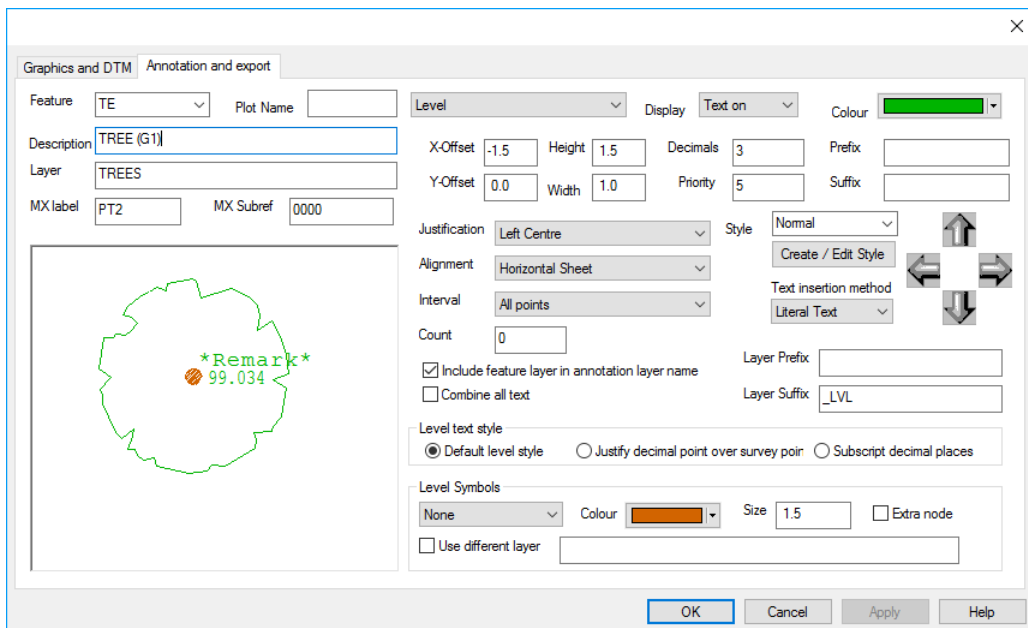 Graphics and DTM
Annotation and export
Feature TE Plot Name
Description TREE (G1)
Layer TREES
MX label PT2 MX Subref 0000
*Remark*
99.034
Level Display Text on Colour
X-Offset -1.5 Height 1.5 Decimals 3 Prefix
Y-Offset 0.0 Width 1.0 Priority 5 Suffix
Justification Left Centre Style Normal
Create / Edit Style
Alignment Horizontal Sheet
Text insertion method
Interval All points Literal Text
Count 0
Include feature layer in annotation layer name Layer Prefix
Combine all text Layer Suffix _LVL
Level text style
Default level style Justify decimal point over survey poir Subscript decimal places
Level Symbols
None Colour Size 1.5 Extra node
Use different layer
OK Cancel Apply Help